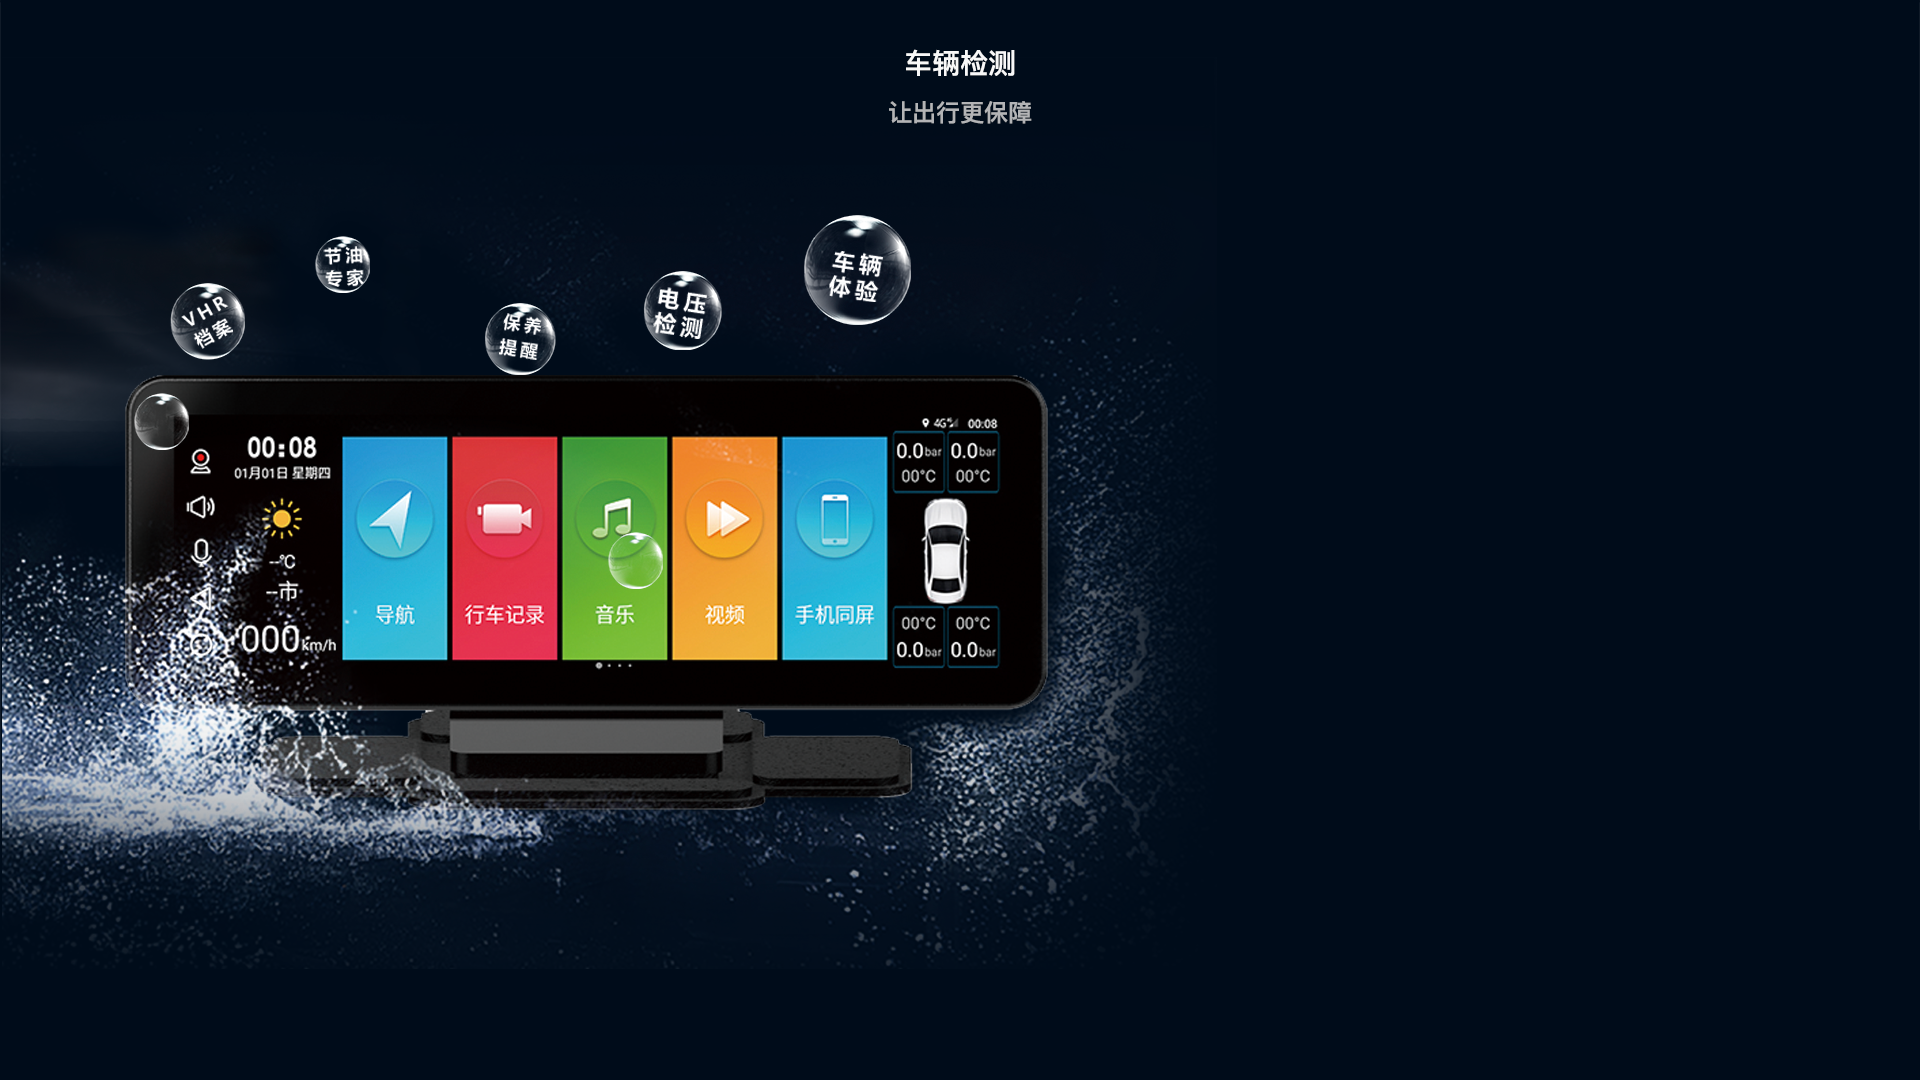 车辆检测
让出行更保障
节油
专家
VHR
档案
保养
提醒
电压
检测
车辆
体验
4G 00:08
00:08
01月01日 星期四
--℃
--市
000km/h
导航
行车记录
音乐
视频
手机同屏
0.0bar 0.0bar
00°C 00°C
00°C 00°C
0.0bar 0.0bar